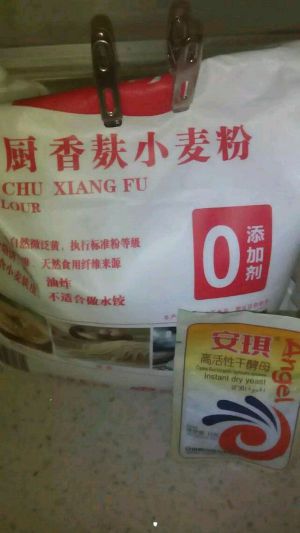 厨 香麸小麦粉
CHU XIANG FU
LOUR
自然微泛黄，执行标准粉等级
天然食用纤维来源
油炸
不适合做水饺
0
添加剂
安琪
Angel
高活性干酵母
Instant dry yeast